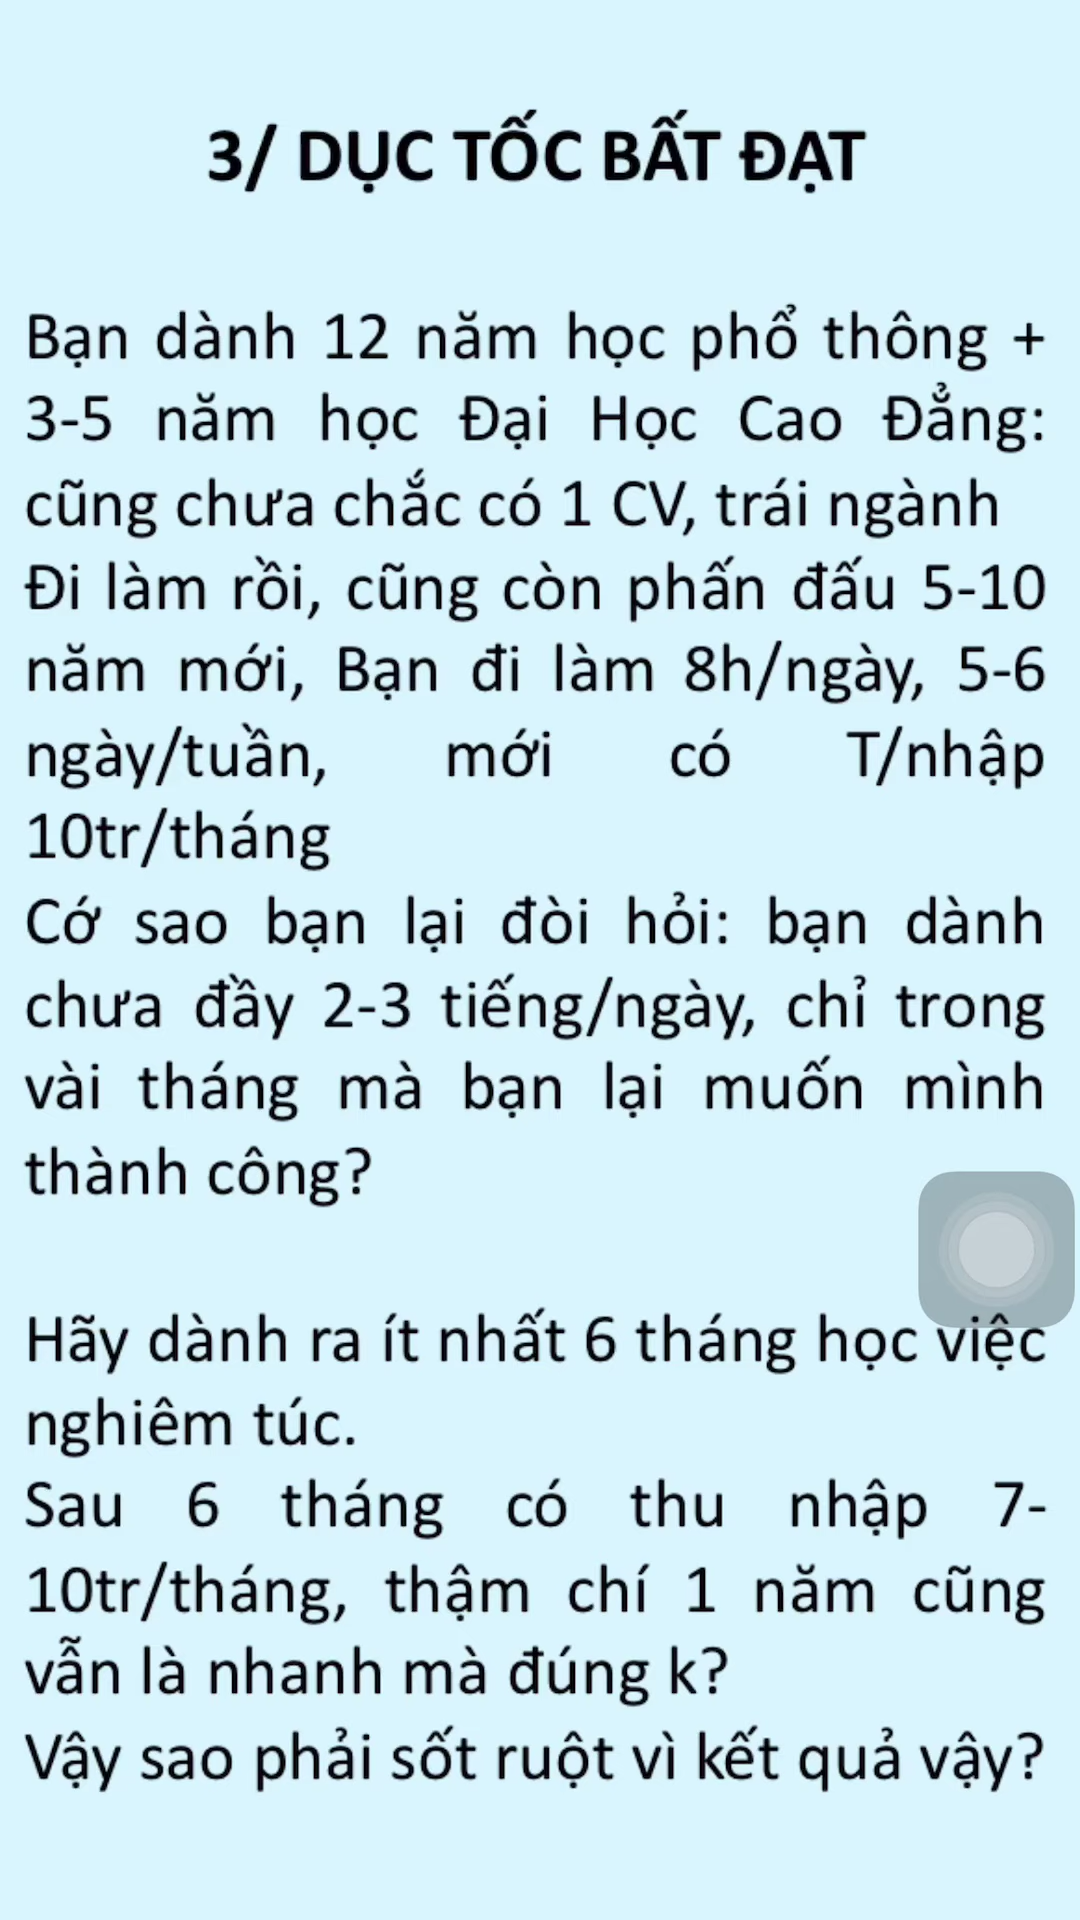 3/ DỤC TỐC BẤT ĐẠT
Bạn dành 12 năm học phổ thông +
3-5 năm học Đại Học Cao Đẳng:
cũng chưa chắc có 1 CV, trái ngành
Đi làm rồi, cũng còn phấn đấu 5-10
năm mới, Bạn đi làm 8h/ngày, 5-6
ngày/tuần, mới có T/nhập
10tr/tháng
Cớ sao bạn lại đòi hỏi: bạn dành
chưa đầy 2-3 tiếng/ngày, chỉ trong
vài tháng mà bạn lại muốn mình
thành công?
Hãy dành ra ít nhất 6 tháng học việc
nghiêm túc.
Sau 6 tháng có thu nhập 7-
10tr/tháng, thậm chí 1 năm cũng
vẫn là nhanh mà đúng k?
Vậy sao phải sốt ruột vì kết quả vậy?